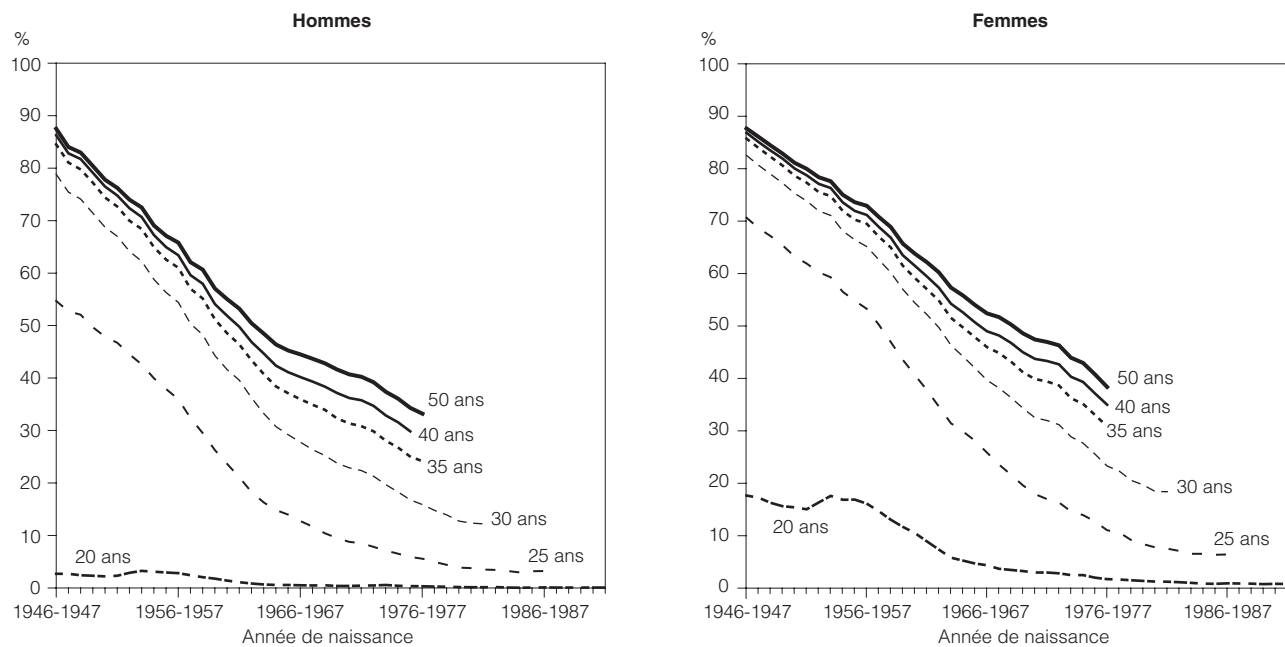 Hommes
%
100
90
80
70
60
50
40
30
20
10
0
50 ans
40 ans
35 ans
30 ans
25 ans
20 ans
1946-1947 1956-1957 1966-1967 1976-1977 1986-1987
Année de naissance
Femmes
%
100
90
80
70
60
50
40
30
20
10
0
50 ans
40 ans
35 ans
30 ans
25 ans
20 ans
1946-1947 1956-1957 1966-1967 1976-1977 1986-1987
Année de naissance